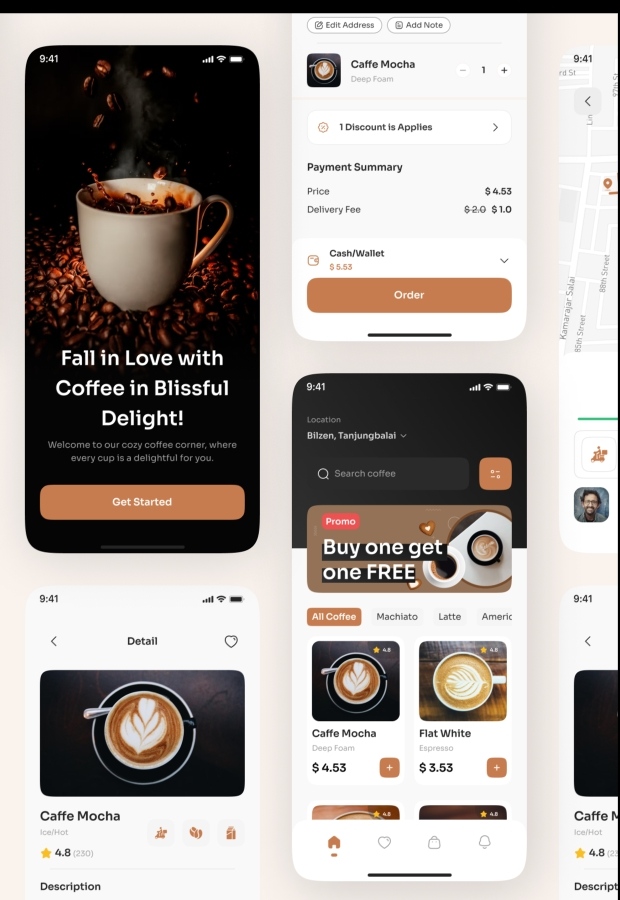 9:41
Fall in Love with
Coffee in Blissful
Delight!
Welcome to our cozy coffee corner, where
every cup is a delightful for you.
Get Started
9:41
Detail
Caffe Mocha
Ice/Hot
4.8 (230)
Description
Edit Address
Add Note
Caffe Mocha
Deep Foam
1
1 Discount is Applies
Payment Summary
Price
$ 4.53
Delivery Fee
$ 2.0 $ 1.0
Cash/Wallet
$ 5.53
Order
9:41
Location
Bilzen, Tanjungbalai
Search coffee
Promo
Buy one get
one FREE
All Coffee
Machiato
Latte
Americ
4.8
4.8
Caffe Mocha
Deep Foam
$ 4.53
Flat White
Espresso
$ 3.53
4.8
4.8
9:41
rd St
Kamarajar Salai
88th Street
85th Street
9:41
Caffe M
Ice/Hot
4.8